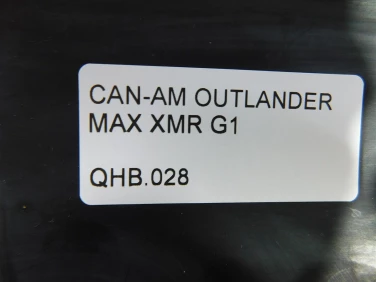 CAN-AM OUTLANDER
MAX XMR G1
QHB.028